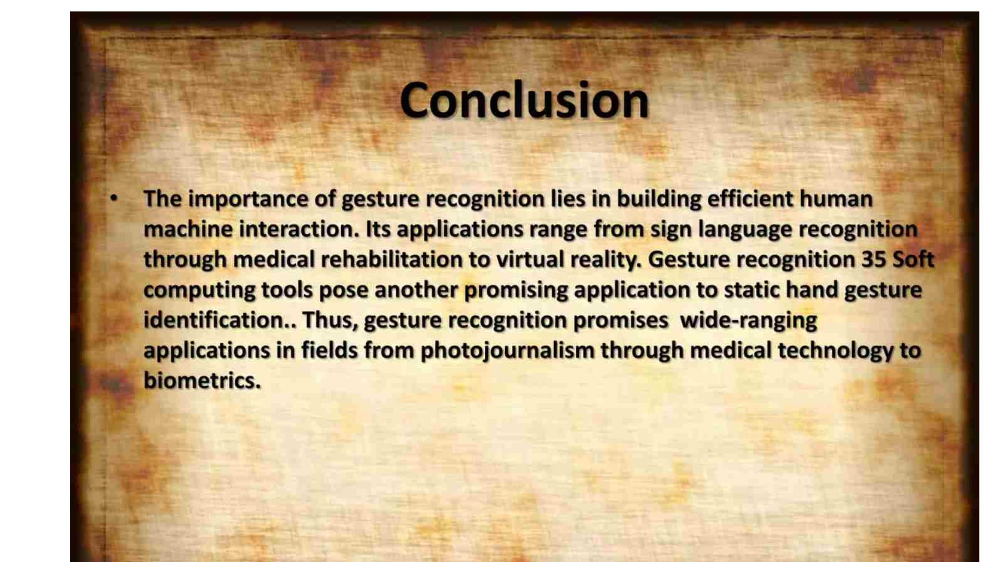 Conclusion
• The importance of gesture recognition lies in building efficient human
machine interaction. Its applications range from sign language recognition
through medical rehabilitation to virtual reality. Gesture recognition 35 Soft
computing tools pose another promising application to static hand gesture
identification.. Thus, gesture recognition promises  wide-ranging
applications in fields from photojournalism through medical technology to
biometrics.